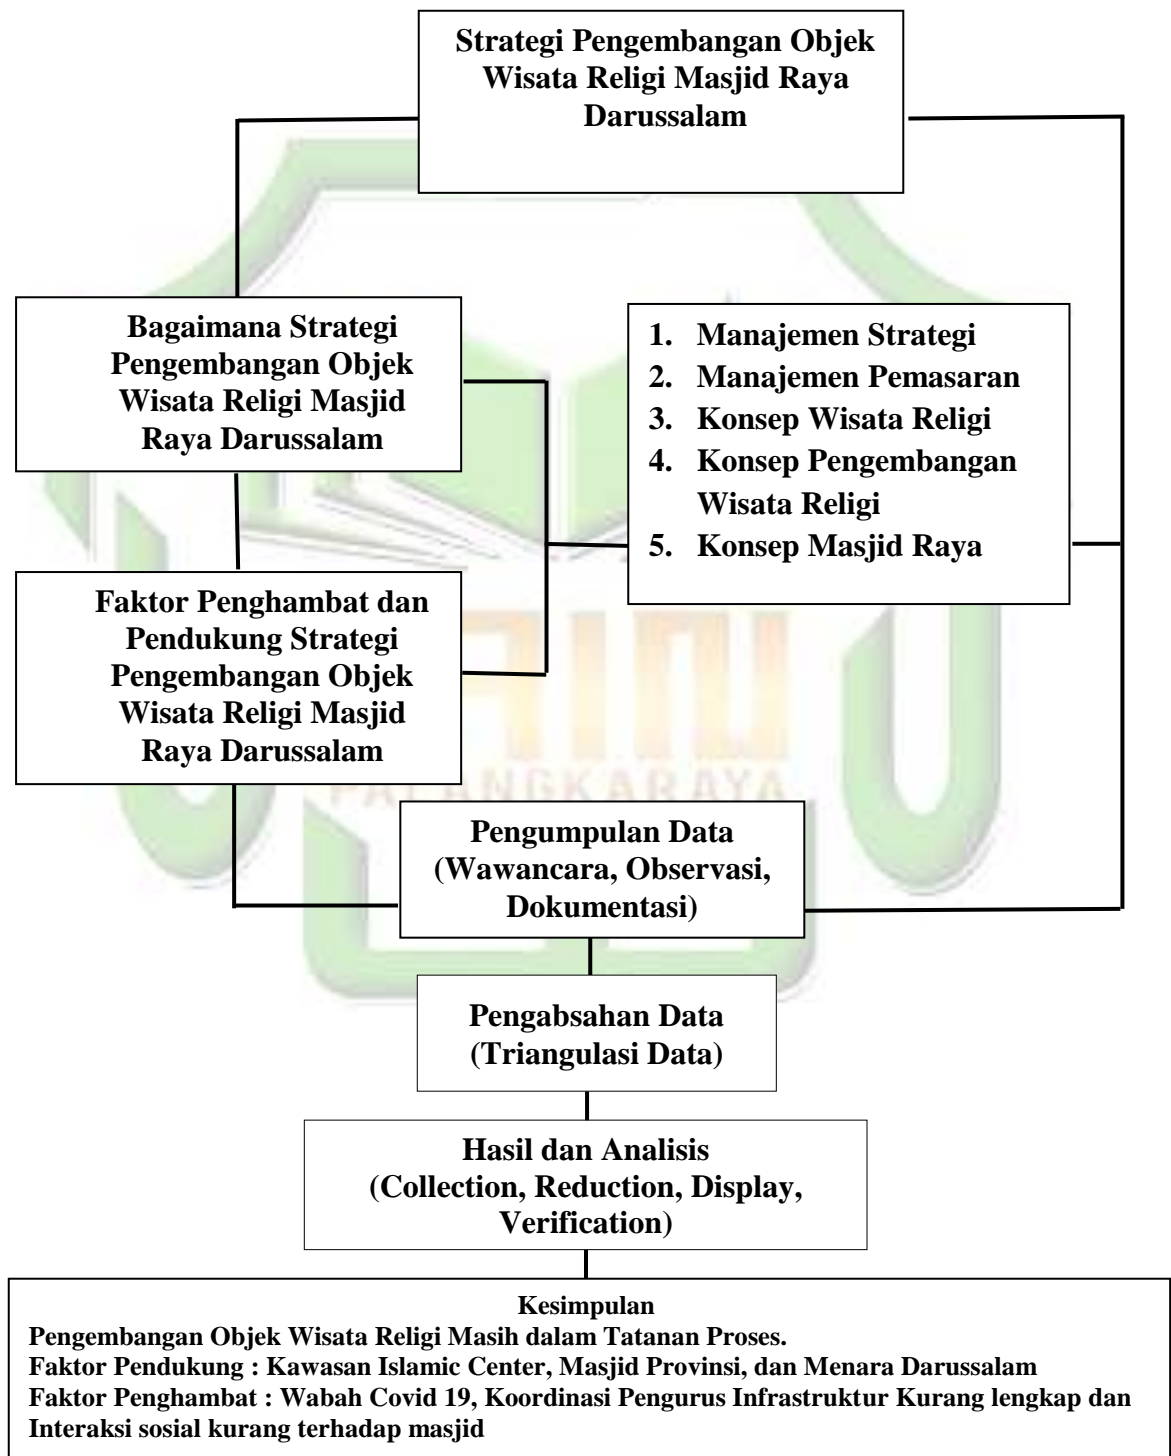 Strategi Pengembangan Objek
Wisata Religi Masjid Raya
Darussalam
Bagaimana Strategi
Pengembangan Objek
Wisata Religi Masjid
Raya Darussalam
1. Manajemen Strategi
2. Manajemen Pemasaran
3. Konsep Wisata Religi
4. Konsep Pengembangan
Wisata Religi
5. Konsep Masjid Raya
Faktor Penghambat dan
Pendukung Strategi
Pengembangan Objek
Wisata Religi Masjid
Raya Darussalam
PALANGKARAYA
Pengumpulan Data
(Wawancara, Observasi,
Dokumentasi)
Pengabsahan Data
(Triangulasi Data)
Hasil dan Analisis
(Collection, Reduction, Display,
Verification)
Kesimpulan
Pengembangan Objek Wisata Religi Masih dalam Tatanan Proses.
Faktor Pendukung : Kawasan Islamic Center, Masjid Provinsi, dan Menara Darussalam
Faktor Penghambat : Wabah Covid 19, Koordinasi Pengurus Infrastruktur Kurang lengkap dan
Interaksi sosial kurang terhadap masjid